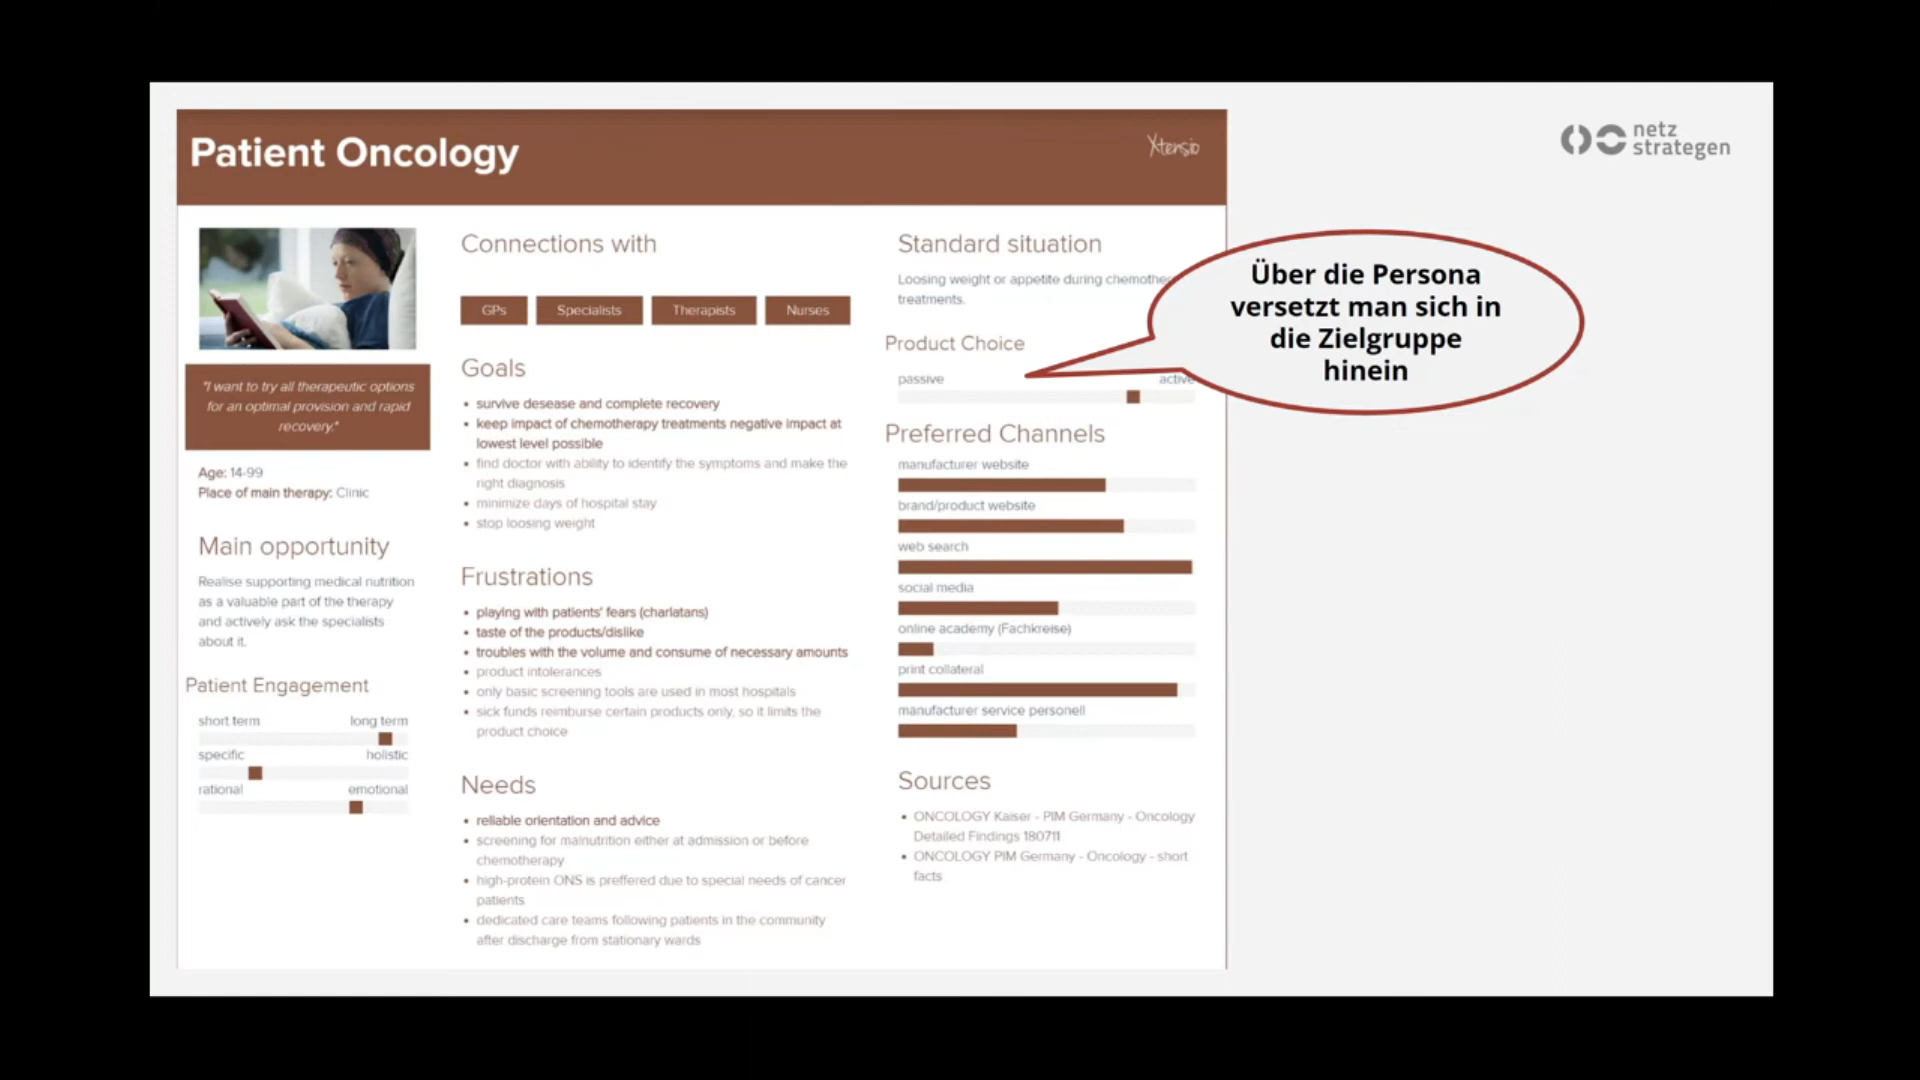 Patient Oncology
Xtensio
netz
strategen
"I want to try all therapeutic options
for an optimal provision and rapid
recovery."
Age: 14-99
Place of main therapy: Clinic
Main opportunity
Realise supporting medical nutrition
as a valuable part of the therapy
and actively ask the specialists
about it.
Patient Engagement
short term long term
specific holistic
rational emotional
Connections with
GPs Specialists Therapists Nurses
Goals
• survive desease and complete recovery
• keep impact of chemotherapy treatments negative impact at
lowest level possible
• find doctor with ability to identify the symptoms and make the
right diagnosis
• minimize days of hospital stay
• stop loosing weight
Frustrations
• playing with patients' fears (charlatans)
• taste of the products/dislike
• troubles with the volume and consume of necessary amounts
• product intolerances
• only basic screening tools are used in most hospitals
• sick funds reimburse certain products only, so it limits the
product choice
Needs
• reliable orientation and advice
• screening for malnutrition either at admission or before
chemotherapy
• high-protein ONS is preffered due to special needs of cancer
patients
• dedicated care teams following patients in the community
after discharge from stationary wards
Standard situation
Loosing weight or appetite during
treatments.
Product Choice
passive active
Preferred Channels
manufacturer website
brand/product website
web search
social media
online academy (Fachkreise)
print collateral
manufacturer service personell
Sources
• ONCOLOGY Kaiser - PIM Germany - Oncology
Detailed Findings 180711
• ONCOLOGY PIM Germany - Oncology - short
facts
Über die Persona
versetzt man sich in
die Zielgruppe
hinein